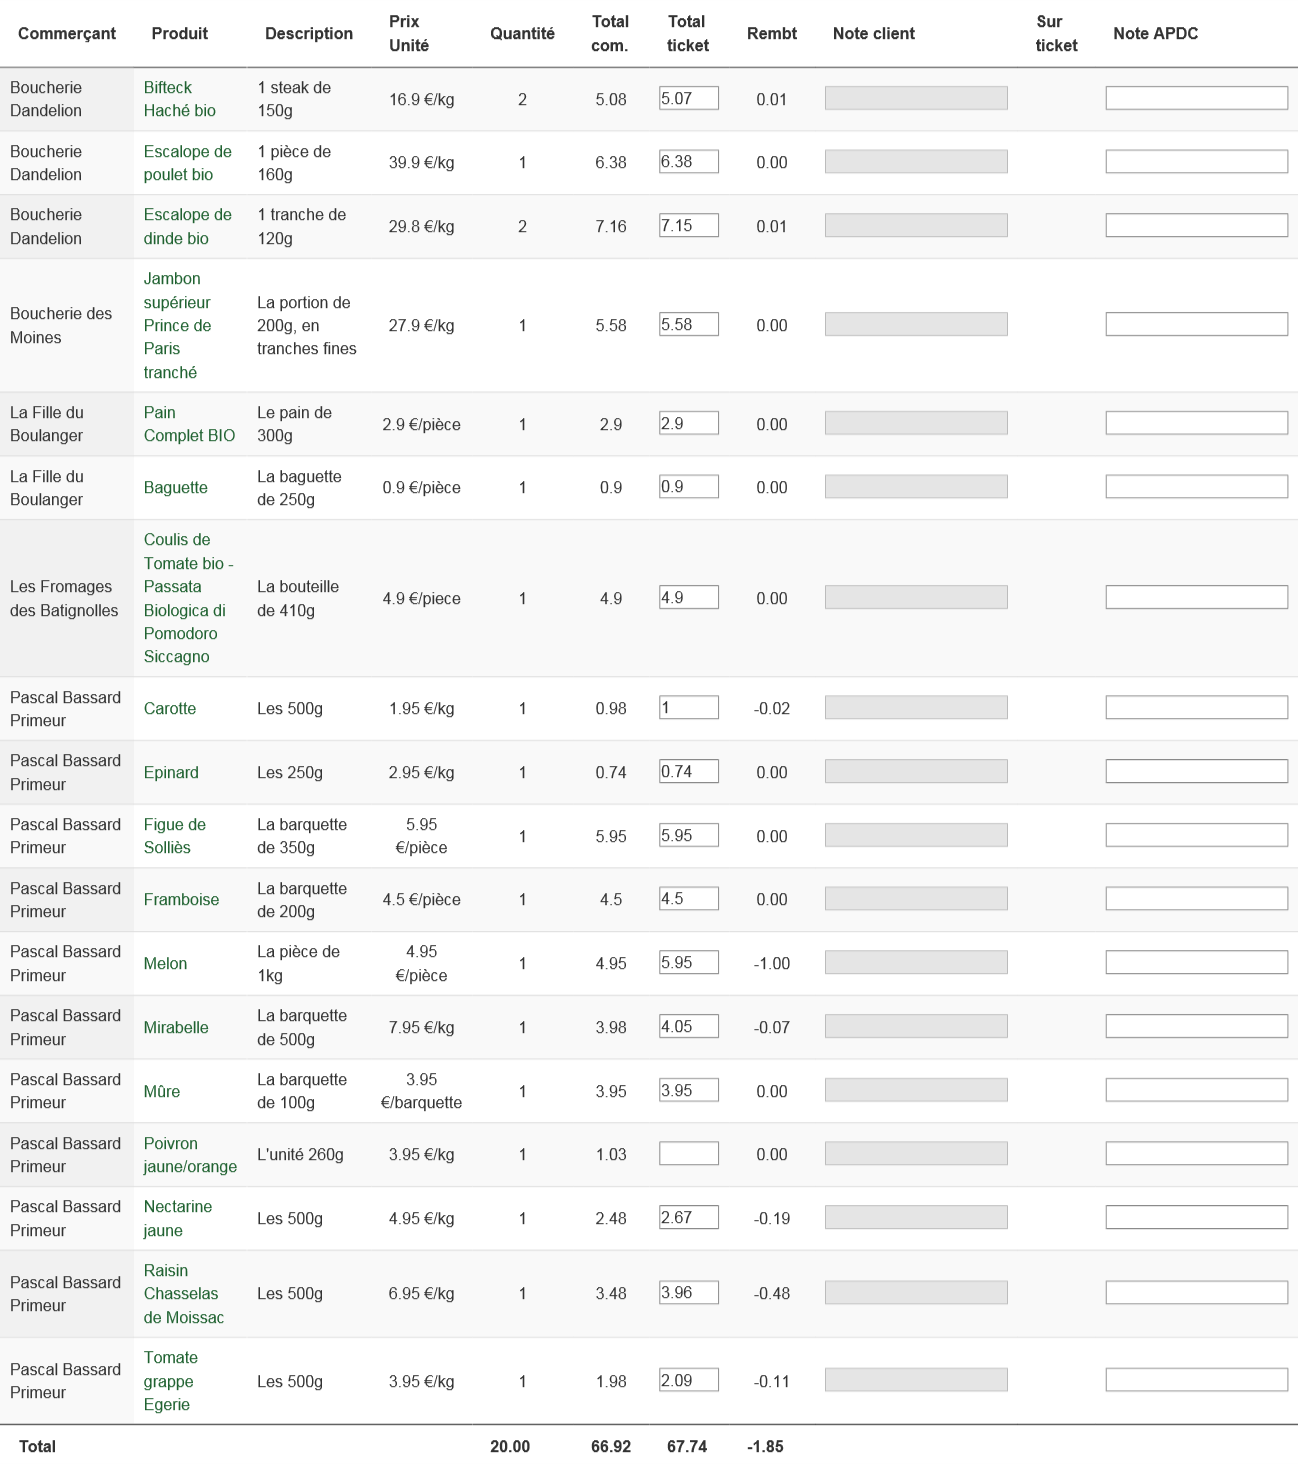 Commerçant Produit Description Prix Unité Quantité Total com. Total ticket Rembt Note client Sur ticket Note APDC
Boucherie Dandelion Bifteck Haché bio 1 steak de 150g 16.9 €/kg 2 5.08 5.07 0.01
Boucherie Dandelion Escalope de poulet bio 1 pièce de 160g 39.9 €/kg 1 6.38 6.38 0.00
Boucherie Dandelion Escalope de dinde bio 1 tranche de 120g 29.8 €/kg 2 7.16 7.15 0.01
Boucherie des Moines Jambon supérieur Prince de Paris tranché La portion de 200g, en tranches fines 27.9 €/kg 1 5.58 5.58 0.00
La Fille du Boulanger Pain Complet BIO Le pain de 300g 2.9 €/pièce 1 2.9 2.9 0.00
La Fille du Boulanger Baguette La baguette de 250g 0.9 €/pièce 1 0.9 0.9 0.00
Les Fromages des Batignolles Coulis de Tomate bio - Passata Biologica di Pomodoro Siccagno La bouteille de 410g 4.9 €/piece 1 4.9 4.9 0.00
Pascal Bassard Primeur Carotte Les 500g 1.95 €/kg 1 0.98 1 -0.02
Pascal Bassard Primeur Epinard Les 250g 2.95 €/kg 1 0.74 0.74 0.00
Pascal Bassard Primeur Figue de Solliès La barquette de 350g 5.95 €/pièce 1 5.95 5.95 0.00
Pascal Bassard Primeur Framboise La barquette de 200g 4.5 €/pièce 1 4.5 4.5 0.00
Pascal Bassard Primeur Melon La pièce de 1kg 4.95 €/pièce 1 4.95 5.95 -1.00
Pascal Bassard Primeur Mirabelle La barquette de 500g 7.95 €/kg 1 3.98 4.05 -0.07
Pascal Bassard Primeur Mûre La barquette de 100g 3.95 €/barquette 1 3.95 3.95 0.00
Pascal Bassard Primeur Poivron jaune/orange L'unité 260g 3.95 €/kg 1 1.03 0.00
Pascal Bassard Primeur Nectarine jaune Les 500g 4.95 €/kg 1 2.48 2.67 -0.19
Pascal Bassard Primeur Raisin Chasselas de Moissac Les 500g 6.95 €/kg 1 3.48 3.96 -0.48
Pascal Bassard Primeur Tomate grappe Egerie Les 500g 3.95 €/kg 1 1.98 2.09 -0.11
Total 20.00 66.92 67.74 -1.85